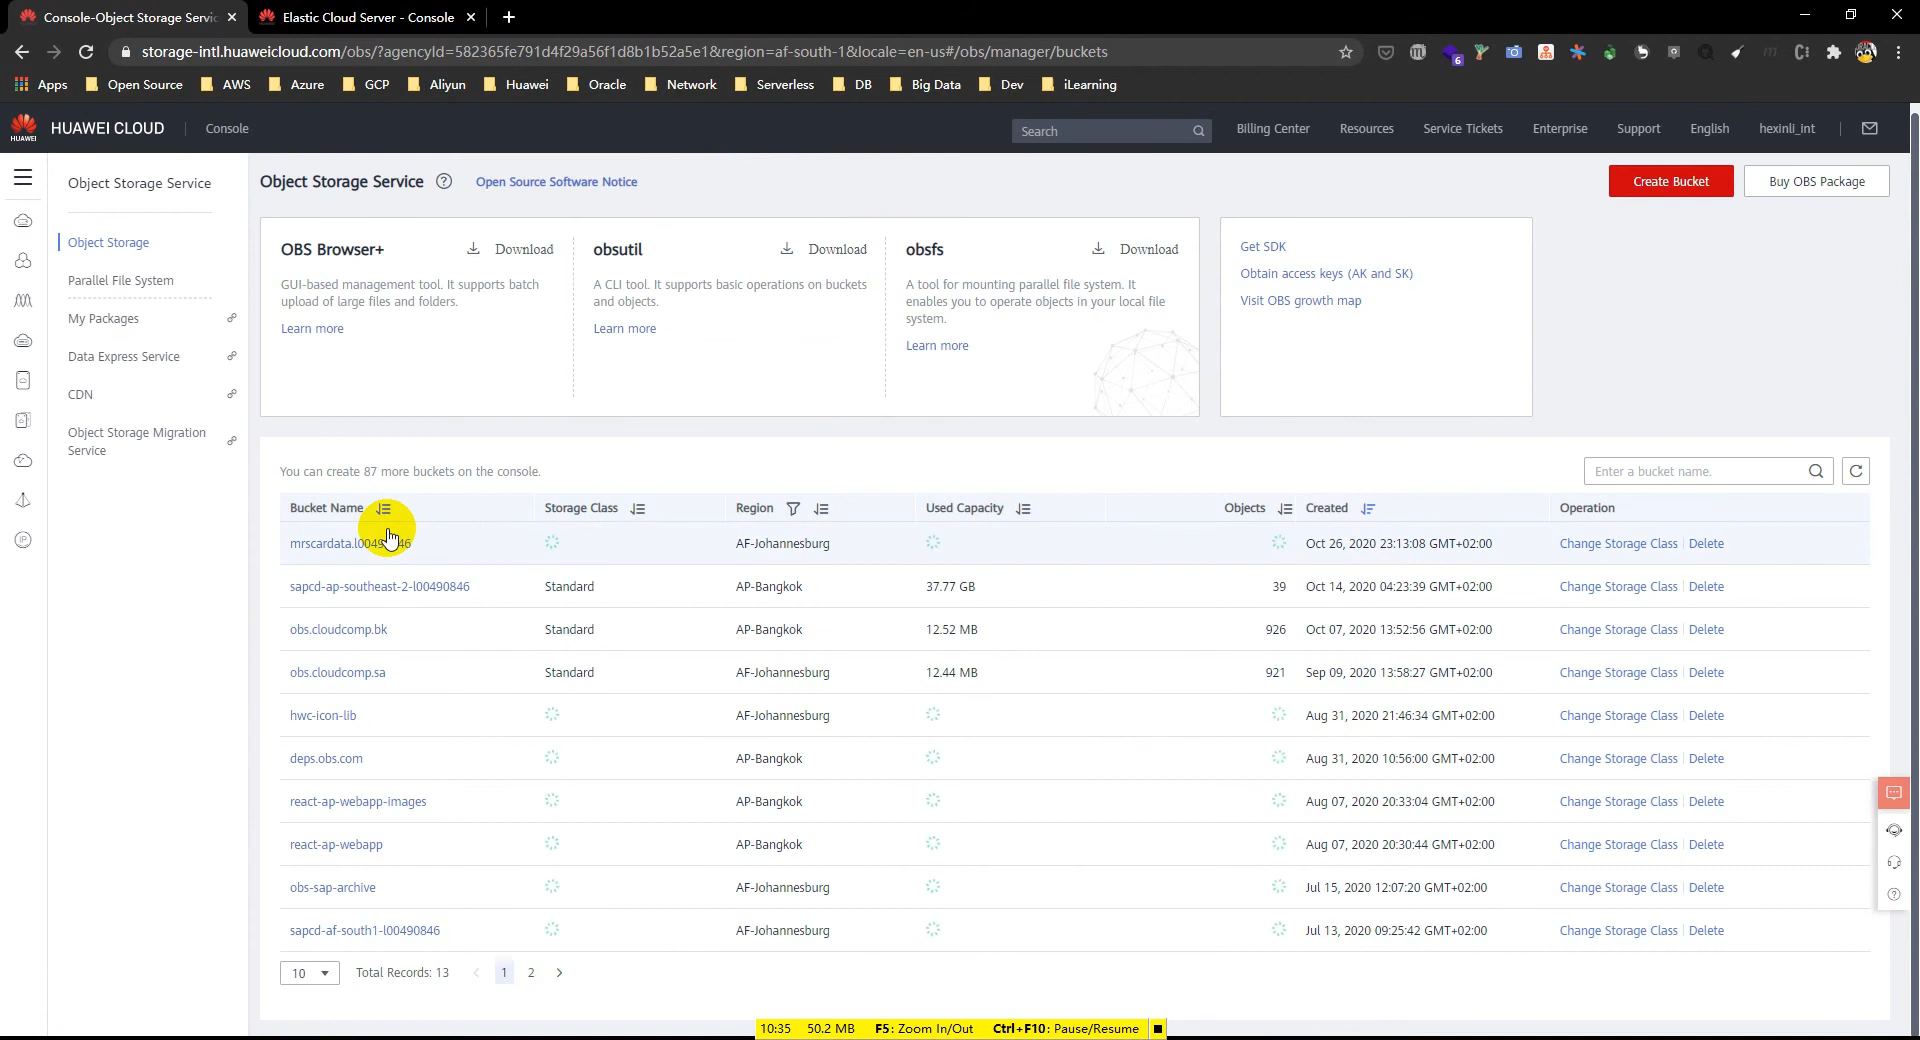 Console-Object Storage Servic
Elastic Cloud Server - Console
storage-intl.huaweicloud.com/obs/?agencyId=582365fe791d4f29a56f1d8b1b52a5e1&region=af-south-1&locale=en-us#/obs/manager/buckets
6
Apps Open Source AWS Azure GCP Aliyun Huawei Oracle Network Serverless DB Big Data Dev iLearning
HUAWEI
HUAWEI CLOUD Console Search Billing Center Resources Service Tickets Enterprise Support English hexinli_int
Object Storage Service
Object Storage
Parallel File System
My Packages
Data Express Service
CDN
Object Storage Migration
Service
Object Storage Service Open Source Software Notice Create Bucket Buy OBS Package
OBS Browser+ Download
GUI-based management tool. It supports batch
upload of large files and folders.
Learn more
obsutil Download
A CLI tool. It supports basic operations on buckets
and objects.
Learn more
obsfs Download
A tool for mounting parallel file system. It
enables you to operate objects in your local file
system.
Learn more
Get SDK
Obtain access keys (AK and SK)
Visit OBS growth map
You can create 87 more buckets on the console. Enter a bucket name.
Bucket Name Storage Class Region Used Capacity Objects Created Operation
mrscardata.l00490846 AF-Johannesburg Oct 26, 2020 23:13:08 GMT+02:00 Change Storage Class Delete
sapcd-ap-southeast-2-l00490846 Standard AP-Bangkok 37.77 GB 39 Oct 14, 2020 04:23:39 GMT+02:00 Change Storage Class Delete
obs.cloudcomp.bk Standard AP-Bangkok 12.52 MB 926 Oct 07, 2020 13:52:56 GMT+02:00 Change Storage Class Delete
obs.cloudcomp.sa Standard AF-Johannesburg 12.44 MB 921 Sep 09, 2020 13:58:27 GMT+02:00 Change Storage Class Delete
hwc-icon-lib AF-Johannesburg Aug 31, 2020 21:46:34 GMT+02:00 Change Storage Class Delete
deps.obs.com AP-Bangkok Aug 31, 2020 10:56:00 GMT+02:00 Change Storage Class Delete
react-ap-webapp-images AP-Bangkok Aug 07, 2020 20:33:04 GMT+02:00 Change Storage Class Delete
react-ap-webapp AP-Bangkok Aug 07, 2020 20:30:44 GMT+02:00 Change Storage Class Delete
obs-sap-archive AF-Johannesburg Jul 15, 2020 12:07:20 GMT+02:00 Change Storage Class Delete
sapcd-af-south1-l00490846 AF-Johannesburg Jul 13, 2020 09:25:42 GMT+02:00 Change Storage Class Delete
10 Total Records: 13 1 2
10:35 50.2 MB F5: Zoom In/Out Ctrl+F10: Pause/Resume